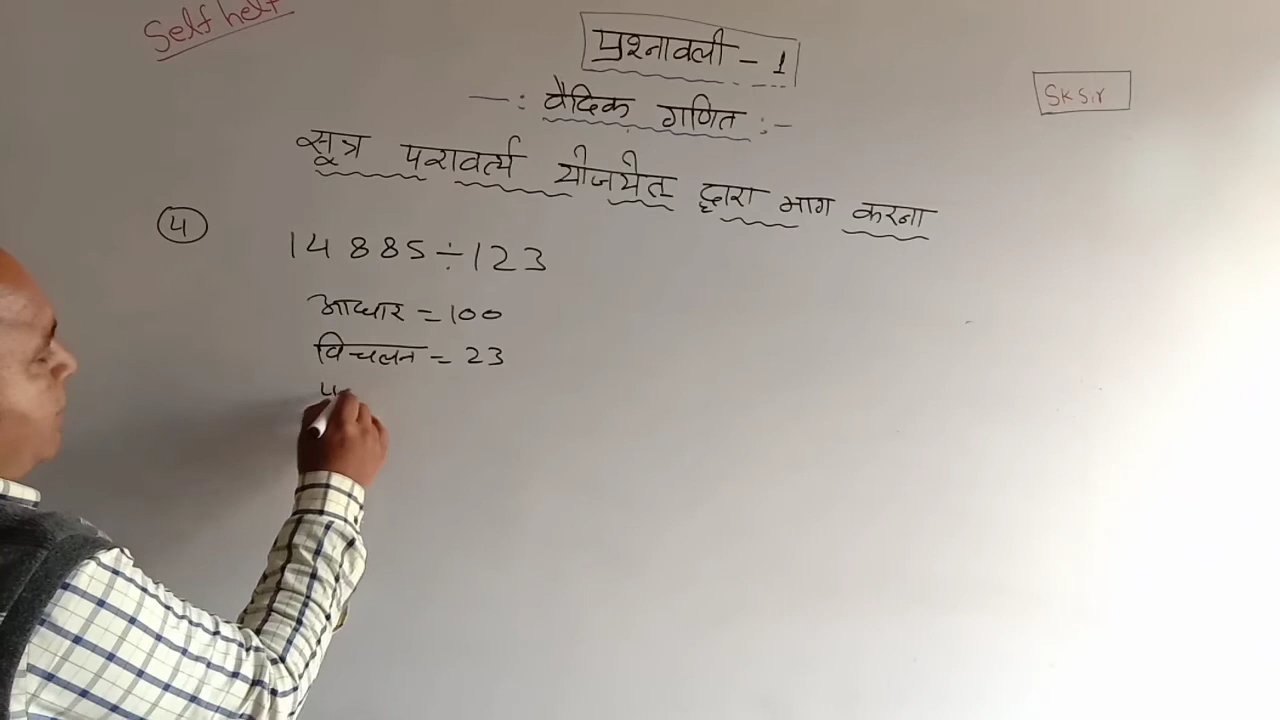 Self help
प्रश्नावली - 1
SK Sir
-: वैदिक गणित :-
सूत्र परावर्त्य योजयेत् द्वारा भाग करना
4 14885÷123
आधार = 100
विचलन = 23